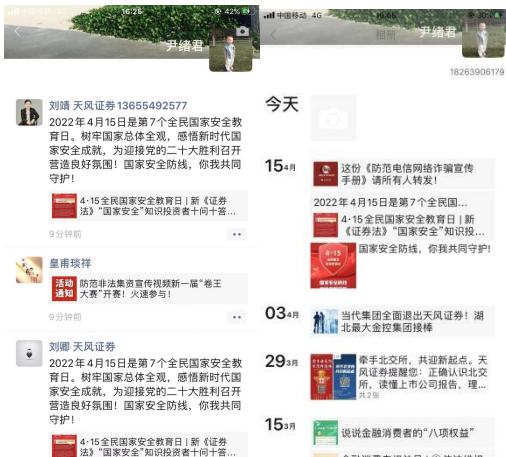 16:25
42%
尹绪君
刘靖 天风证券13655492577
2022年4月15日是第7个全民国家安全教
育日。树牢国家总体全观，感悟新时代国
家安全成就，为迎接党的二十大胜利召开
营造良好氛围！国家安全防线，你我共同
守护！
4·15全民国家安全教育日 | 新《证券
法》“国家安全”知识投资者十问十答...
9分钟前
皇甫琰祥
活动
通知
防范非法集资宣传视频新一届“卷王
大赛”开赛！火速参与！
9分钟前
刘卿 天风证券
2022年4月15日是第7个全民国家安全教
育日。树牢国家总体全观，感悟新时代国
家安全成就，为迎接党的二十大胜利召开
营造良好氛围！国家安全防线，你我共同
守护！
4·15全民国家安全教育日 | 新《证券
法》“国家安全”知识投资者十问十答...
中国移动 4G
30%
相册
尹绪君
18263906179
今天
15 4月
这份《防范电信网络诈骗宣传
手册》请所有人转发！
2022年4月15日是第7个全民国...
4·15全民国家安全教育日 | 新
《证券法》“国家安全”知识投...
4·15
国家安全防线，你我共同守护!
03 4月
当代集团全面退出天风证券！湖
北最大金控集团接棒
29 3月
牵手北交所，共迎新起点。天
风证券提醒您：正确认识北交
所，读懂上市公司报告，理...
共2张
15 3月
说说金融消费者的“八项权益”